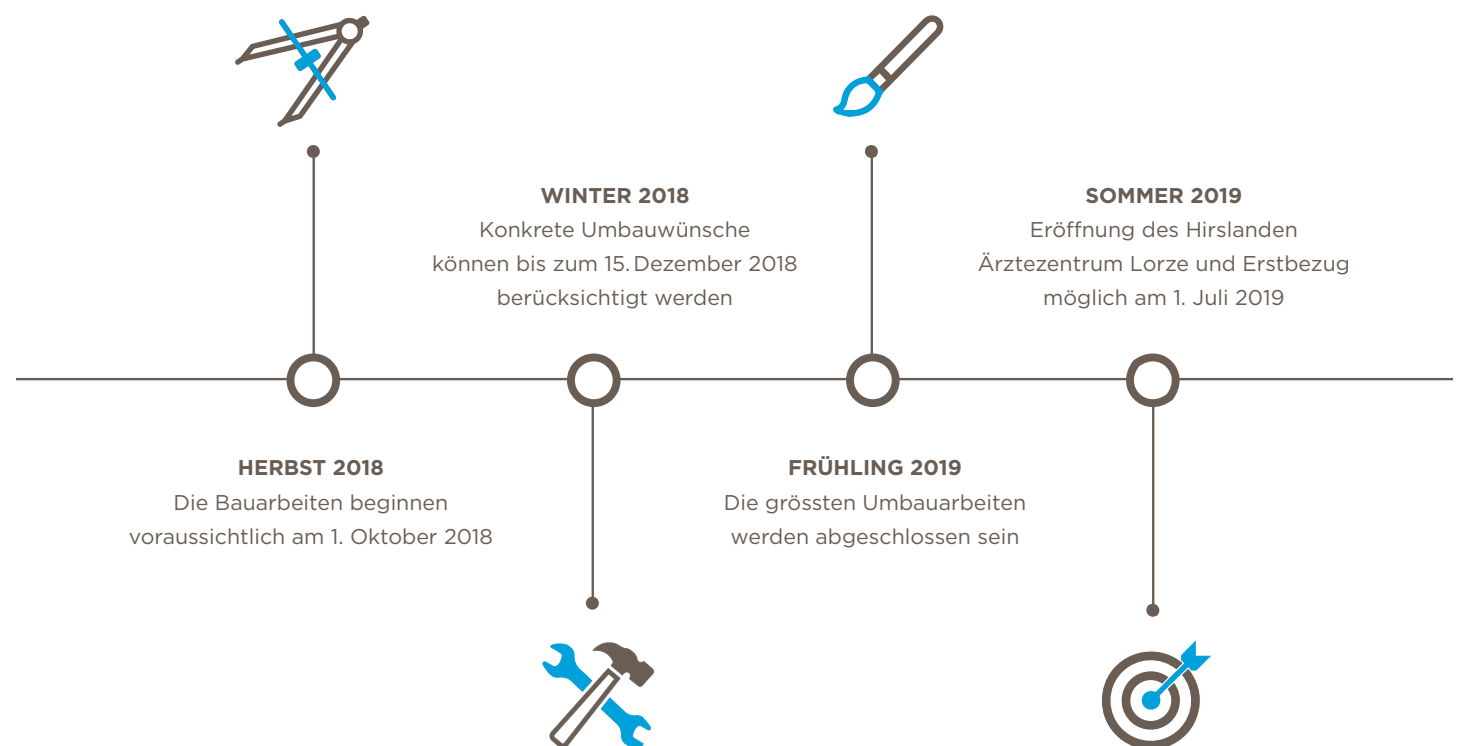 HERBST 2018
Die Bauarbeiten beginnen
voraussichtlich am 1. Oktober 2018
WINTER 2018
Konkrete Umbauwünsche
können bis zum 15. Dezember 2018
berücksichtigt werden
FRÜHLING 2019
Die grössten Umbauarbeiten
werden abgeschlossen sein
SOMMER 2019
Eröffnung des Hirslanden
Ärztezentrum Lorze und Erstbezug
möglich am 1. Juli 2019